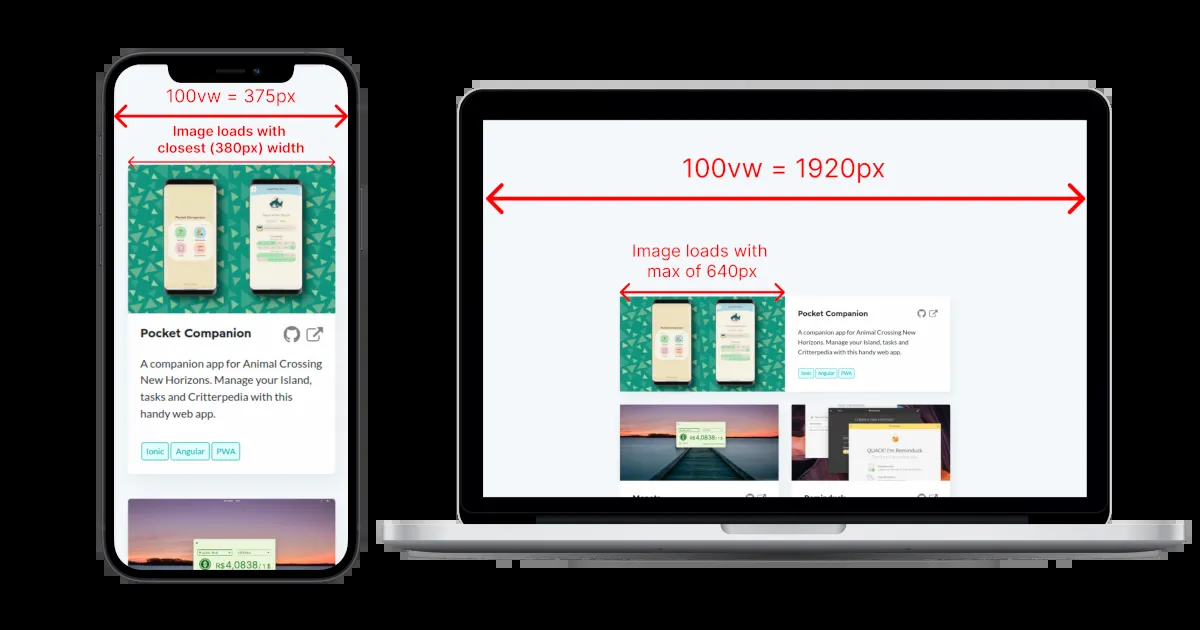 100vw = 375px
Image loads with
closest (380px) width
Pocket Companion
Pocket Companion
A companion app for Animal Crossing
New Horizons. Manage your Island,
tasks and Critterpedia with this
handy web app.
Ionic Angular PWA
R$4,0838/1$
100vw = 1920px
Image loads with
max of 640px
Pocket Companion
A companion app for Animal Crossing New
Horizons. Manage your Island, tasks and
Critterpedia with this handy web app.
Ionic Angular PWA
R$4,0838/1$
QUACK! I'm Reminduck